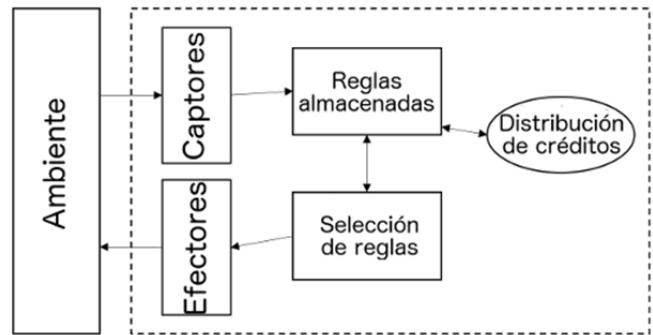 Ambiente
Captores
Reglas
almacenadas
Distribución
de créditos
Efectores
Selección
de reglas